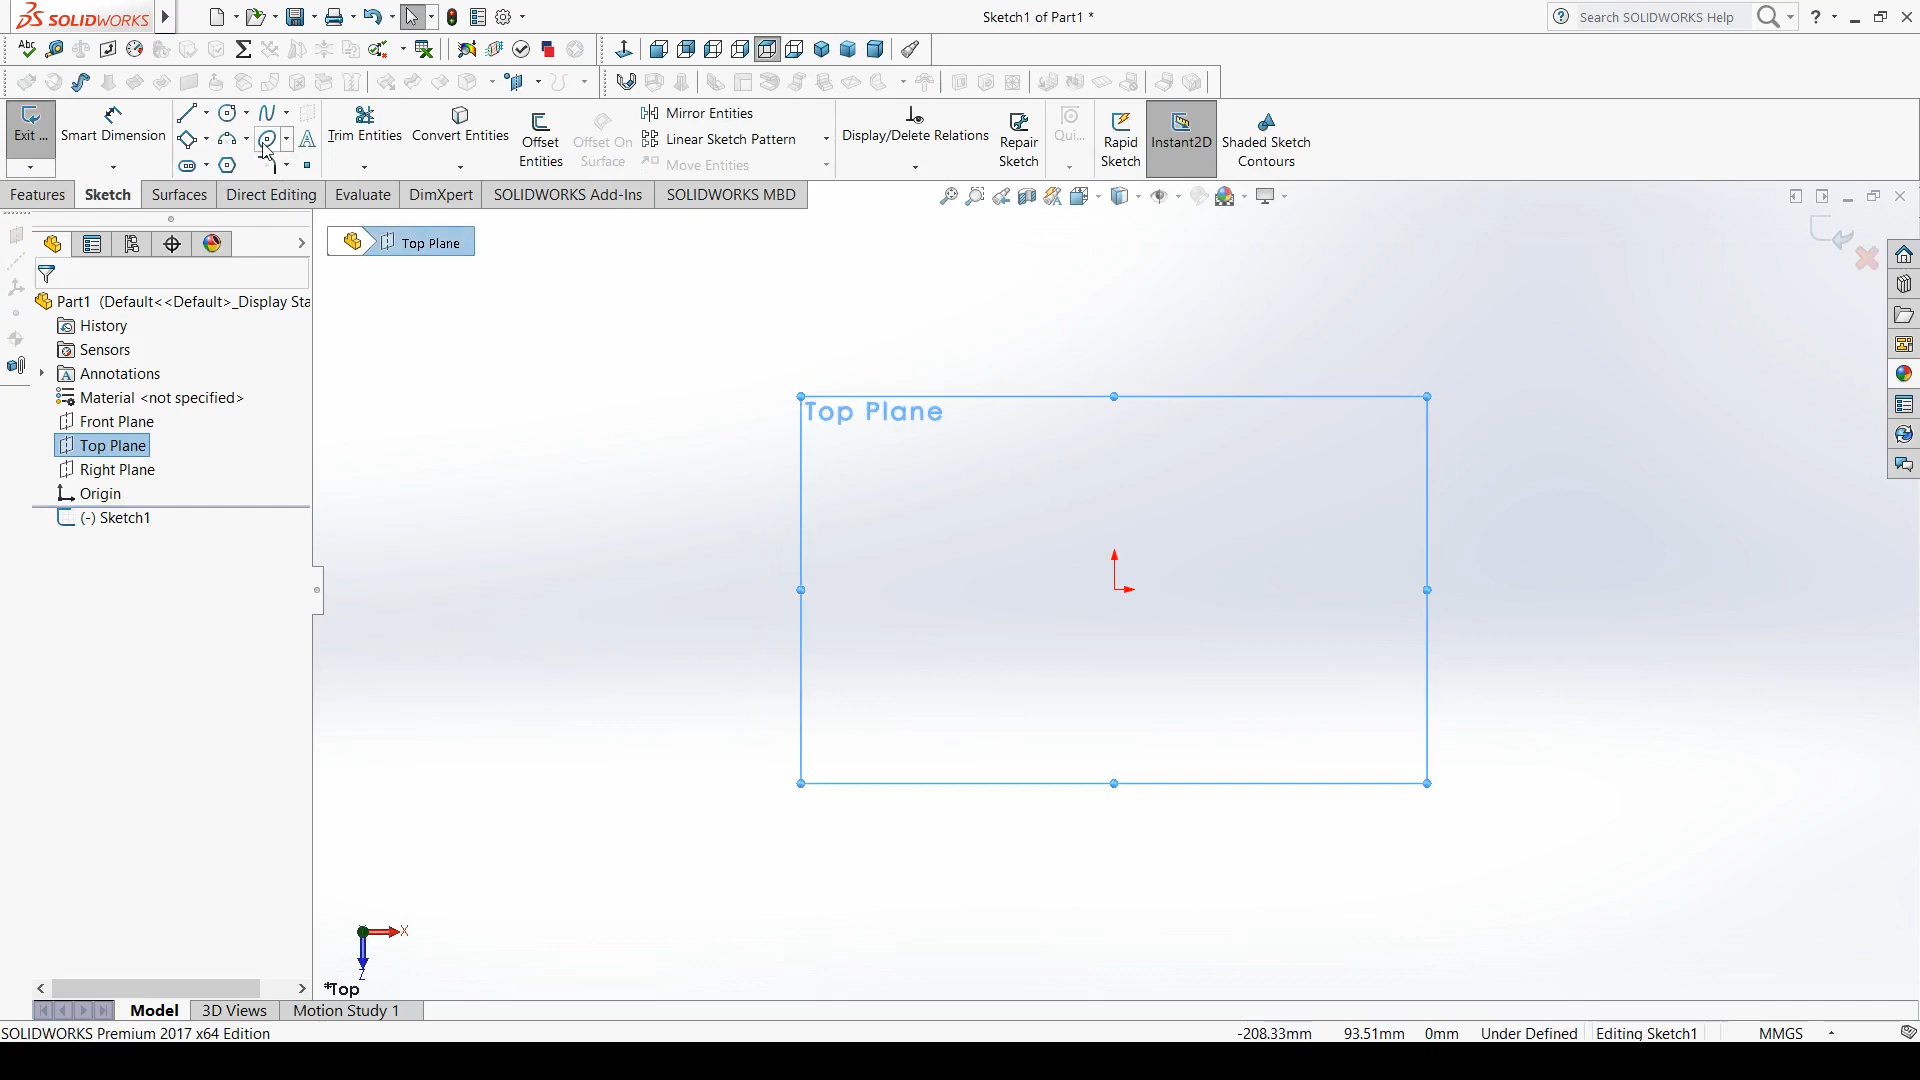 SOLIDWORKS
Sketch1 of Part1 *
Search SOLIDWORKS Help
Exit ...
Smart Dimension
Trim Entities
Convert Entities
Offset Entities
Offset On Surface
Mirror Entities
Linear Sketch Pattern
Move Entities
Display/Delete Relations
Repair Sketch
Qui...
Rapid Sketch
Instant2D
Shaded Sketch Contours
Features
Sketch
Surfaces
Direct Editing
Evaluate
DimXpert
SOLIDWORKS Add-Ins
SOLIDWORKS MBD
Top Plane
Part1 (Default<<Default>_Display Sta
History
Sensors
Annotations
Material <not specified>
Front Plane
Top Plane
Right Plane
Origin
(-) Sketch1
Top Plane
X
Z
*Top
Model
3D Views
Motion Study 1
SOLIDWORKS Premium 2017 x64 Edition
-208.33mm
93.51mm
0mm
Under Defined
Editing Sketch1
MMGS